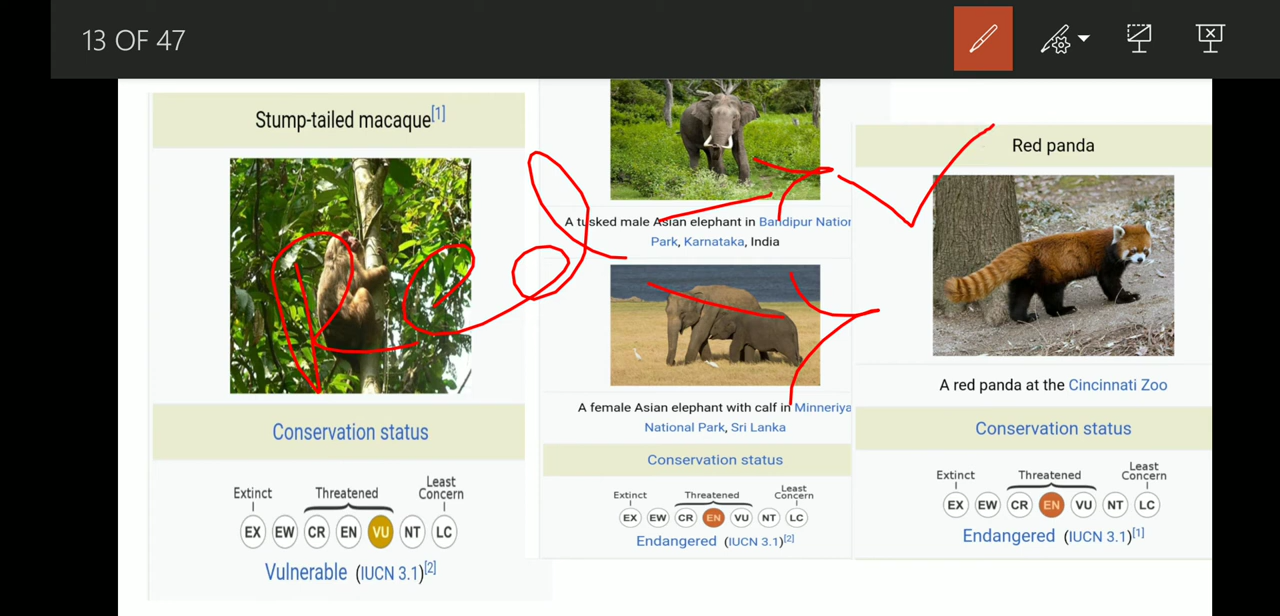 13 OF 47
Stump-tailed macaque[1]
Conservation status
Extinct Threatened Least Concern
EX EW CR EN VU NT LC
Vulnerable (IUCN 3.1)[2]
A tusked male Asian elephant in Bandipur Nation
Park, Karnataka, India
A female Asian elephant with calf in Minneriya
National Park, Sri Lanka
Conservation status
Extinct Threatened Least Concern
EX EW CR EN VU NT LC
Endangered (IUCN 3.1)[2]
Red panda
A red panda at the Cincinnati Zoo
Conservation status
Extinct Threatened Least Concern
EX EW CR EN VU NT LC
Endangered (IUCN 3.1)[1]